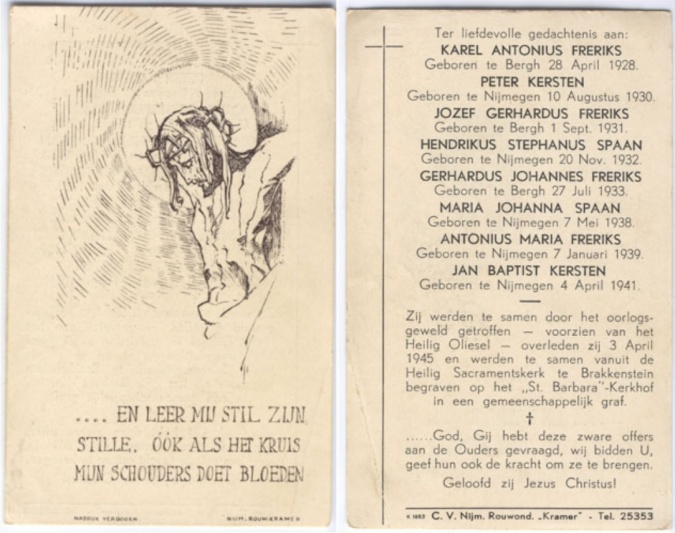 .... EN LEER MIJ STIL ZIJN
STILLE, ÓÓK ALS HET KRUIS
MIJN SCHOUDERS DOET BLOEDEN
NADRUK VERBODEN NIJM. ROUW-KRAMER
Ter liefdevolle gedachtenis aan:
KAREL ANTONIUS FRERIKS
Geboren te Bergh 28 April 1928.
PETER KERSTEN
Geboren te Nijmegen 10 Augustus 1930.
JOZEF GERHARDUS FRERIKS
Geboren te Bergh 1 Sept. 1931.
HENDRIKUS STEPHANUS SPAAN
Geboren te Nijmegen 20 Nov. 1932.
GERHARDUS JOHANNES FRERIKS
Geboren te Bergh 27 Juli 1933.
MARIA JOHANNA SPAAN
Geboren te Nijmegen 7 Mei 1938.
ANTONIUS MARIA FRERIKS
Geboren te Nijmegen 7 Januari 1939.
JAN BAPTIST KERSTEN
Geboren te Nijmegen 4 April 1941.
Zij werden te samen door het oorlogs-
geweld getroffen — voorzien van het
Heilig Oliesel — overleden zij 3 April
1945 en werden te samen vanuit de
Heilig Sacramentskerk te Brakkenstein
begraven op het „St. Barbara"-Kerkhof
in een gemeenschappelijk graf.
......God, Gij hebt deze zware offers
aan de Ouders gevraagd, wij bidden U,
geef hun ook de kracht om ze te brengen.
Geloofd zij Jezus Christus!
C. V. Nijm. Rouwond. „Kramer" - Tel. 25353